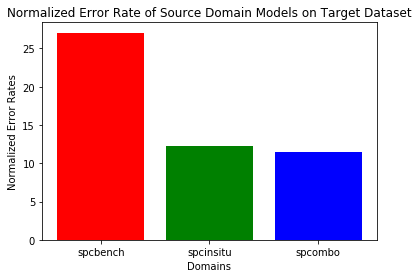 Normalized Error Rate of Source Domain Models on Target Dataset
Normalized Error Rates
25
20
15
10
5
0
spcbench spcinsitu spcombo
Domains